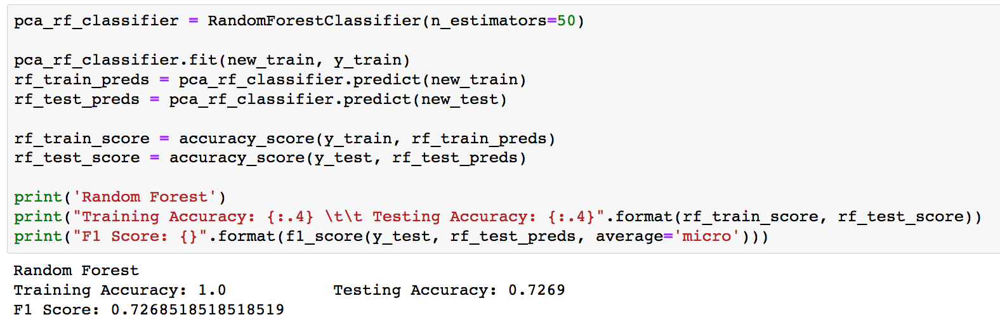 pca_rf_classifier = RandomForestClassifier(n_estimators=50)
pca_rf_classifier.fit(new_train, y_train)
rf_train_preds = pca_rf_classifier.predict(new_train)
rf_test_preds = pca_rf_classifier.predict(new_test)
rf_train_score = accuracy_score(y_train, rf_train_preds)
rf_test_score = accuracy_score(y_test, rf_test_preds)
print('Random Forest')
print("Training Accuracy: {:.4} \t\t Testing Accuracy: {:.4}".format(rf_train_score, rf_test_score))
print("F1 Score: {}".format(f1_score(y_test, rf_test_preds, average='micro')))
Random Forest
Training Accuracy: 1.0 Testing Accuracy: 0.7269
F1 Score: 0.7268518518518519